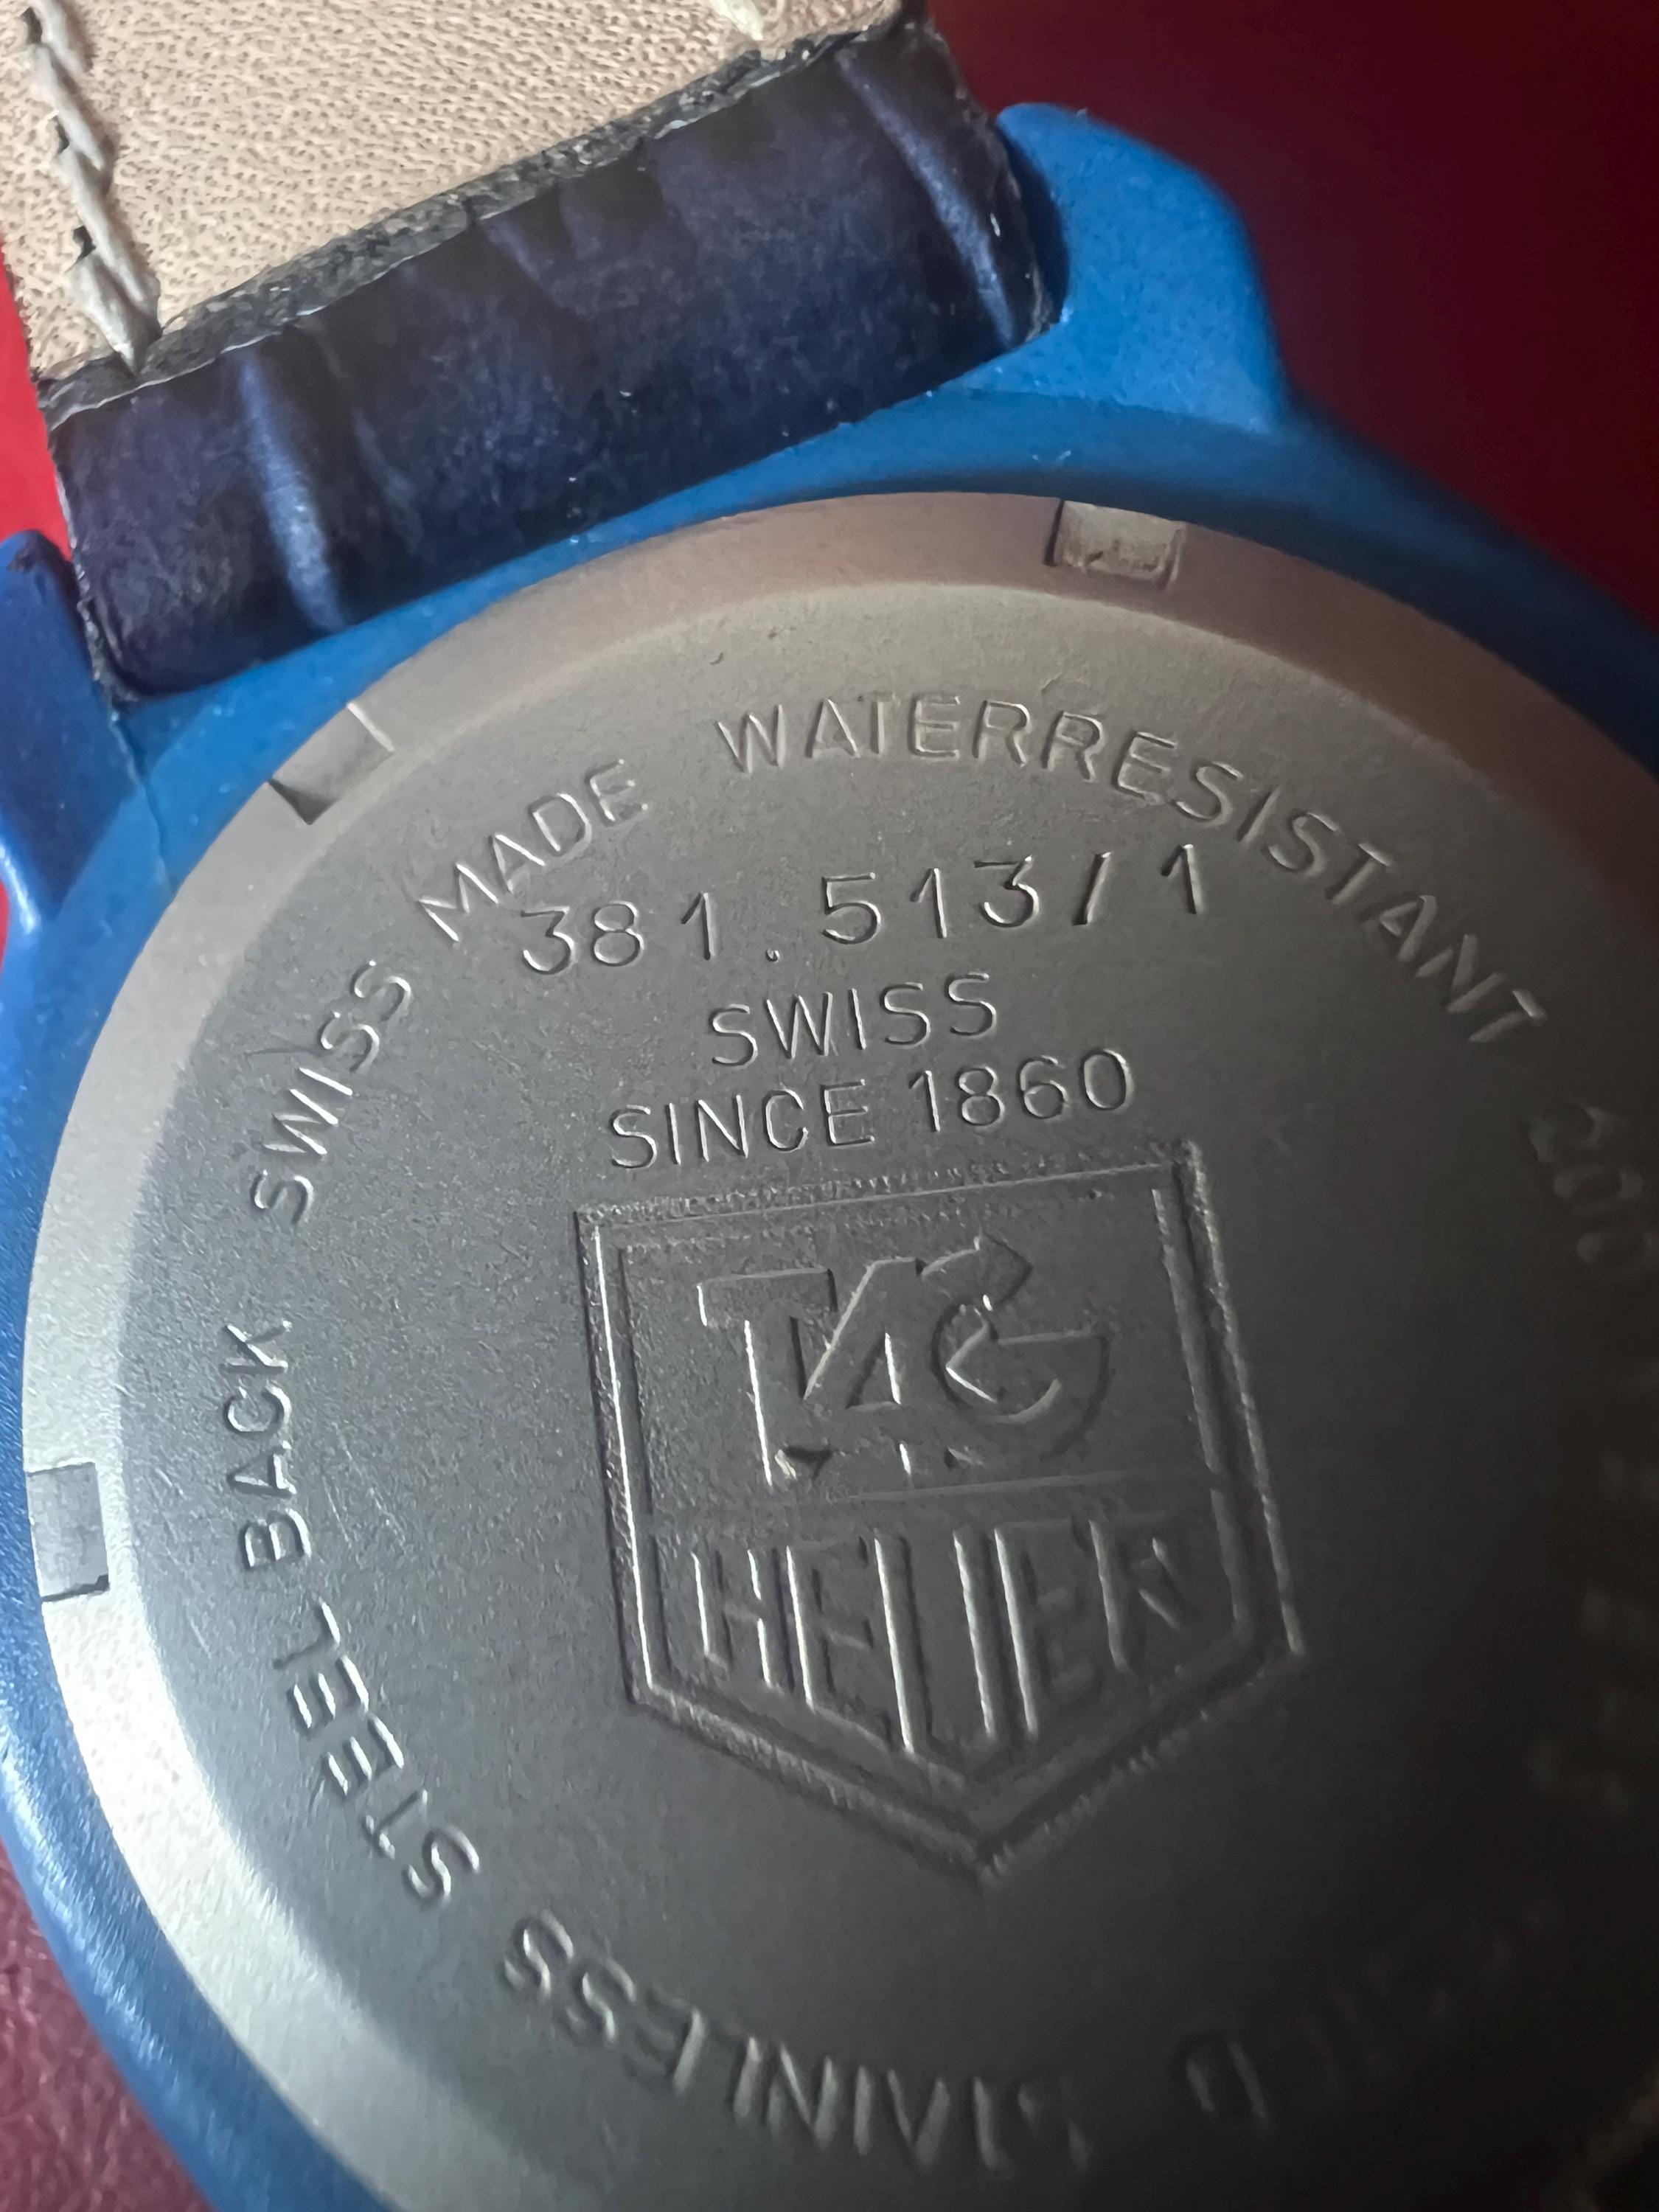 STAINLESS STEEL BACK SWISS MADE WATERRESISTANT
381.513/1
SWISS
SINCE 1860
TAG
HEUER